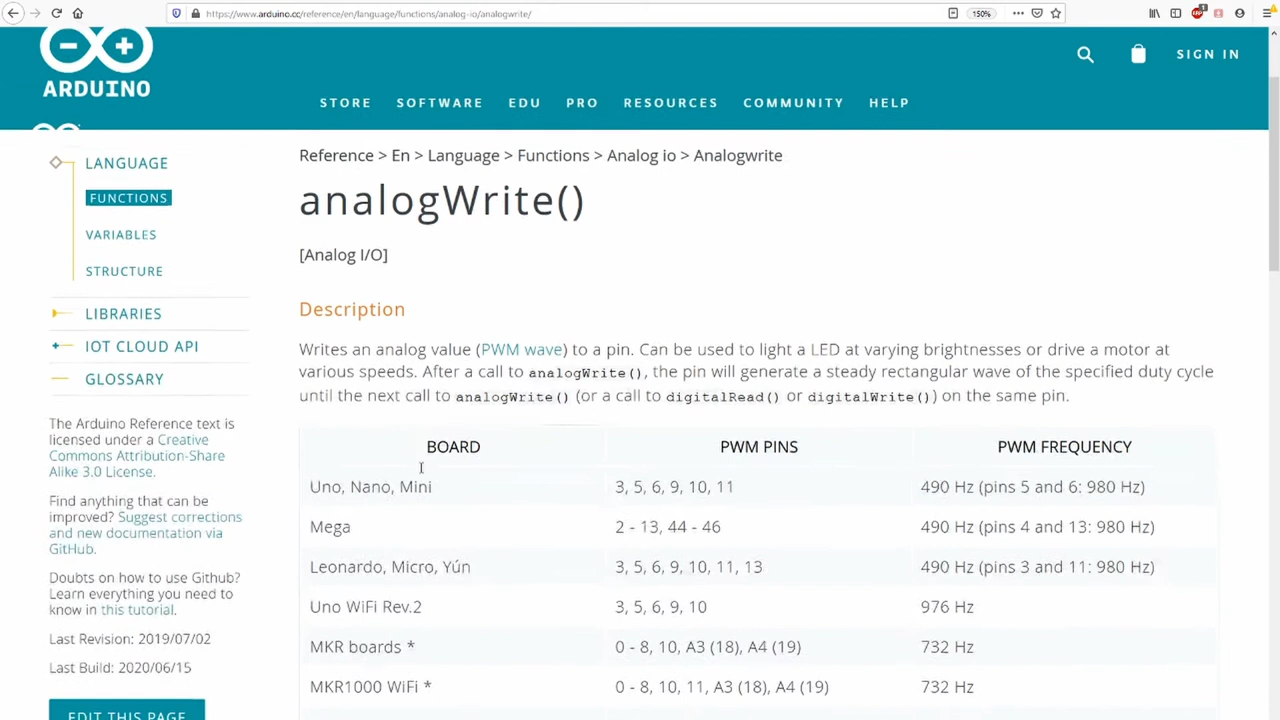 https://www.arduino.cc/reference/en/language/functions/analog-io/analogwrite/
150%
ARDUINO
SIGN IN
STORE SOFTWARE EDU PRO RESOURCES COMMUNITY HELP
LANGUAGE
FUNCTIONS
VARIABLES
STRUCTURE
LIBRARIES
IOT CLOUD API
GLOSSARY
The Arduino Reference text is
licensed under a Creative
Commons Attribution-Share
Alike 3.0 License.
Find anything that can be
improved? Suggest corrections
and new documentation via
GitHub.
Doubts on how to use Github?
Learn everything you need to
know in this tutorial.
Last Revision: 2019/07/02
Last Build: 2020/06/15
EDIT THIS PAGE
Reference > En > Language > Functions > Analog io > Analogwrite
analogWrite()
[Analog I/O]
Description
Writes an analog value (PWM wave) to a pin. Can be used to light a LED at varying brightnesses or drive a motor at
various speeds. After a call to analogWrite(), the pin will generate a steady rectangular wave of the specified duty cycle
until the next call to analogWrite() (or a call to digitalRead() or digitalWrite()) on the same pin.
BOARD PWM PINS PWM FREQUENCY
Uno, Nano, Mini 3, 5, 6, 9, 10, 11 490 Hz (pins 5 and 6: 980 Hz)
Mega 2 - 13, 44 - 46 490 Hz (pins 4 and 13: 980 Hz)
Leonardo, Micro, Yún 3, 5, 6, 9, 10, 11, 13 490 Hz (pins 3 and 11: 980 Hz)
Uno WiFi Rev.2 3, 5, 6, 9, 10 976 Hz
MKR boards * 0 - 8, 10, A3 (18), A4 (19) 732 Hz
MKR1000 WiFi * 0 - 8, 10, 11, A3 (18), A4 (19) 732 Hz